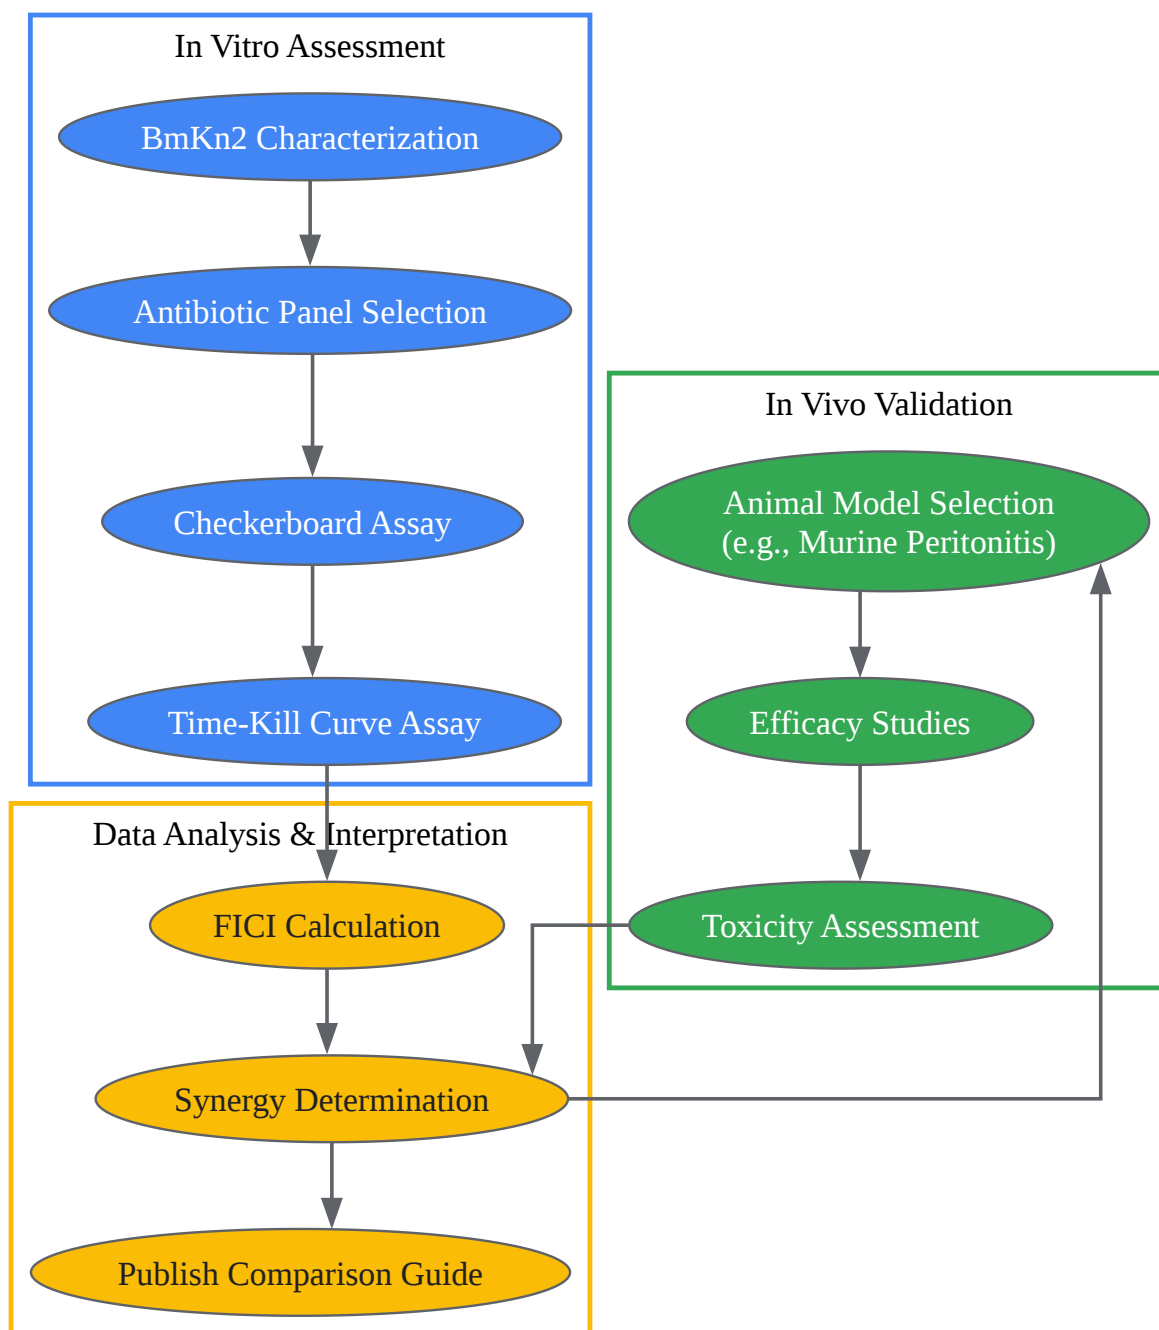 In Vitro Assessment
BmKn2 Characterization
Antibiotic Panel Selection
Checkerboard Assay
Time-Kill Curve Assay
In Vivo Validation
Animal Model Selection
(e.g., Murine Peritonitis)
Efficacy Studies
Toxicity Assessment
Data Analysis & Interpretation
FICI Calculation
Synergy Determination
Publish Comparison Guide